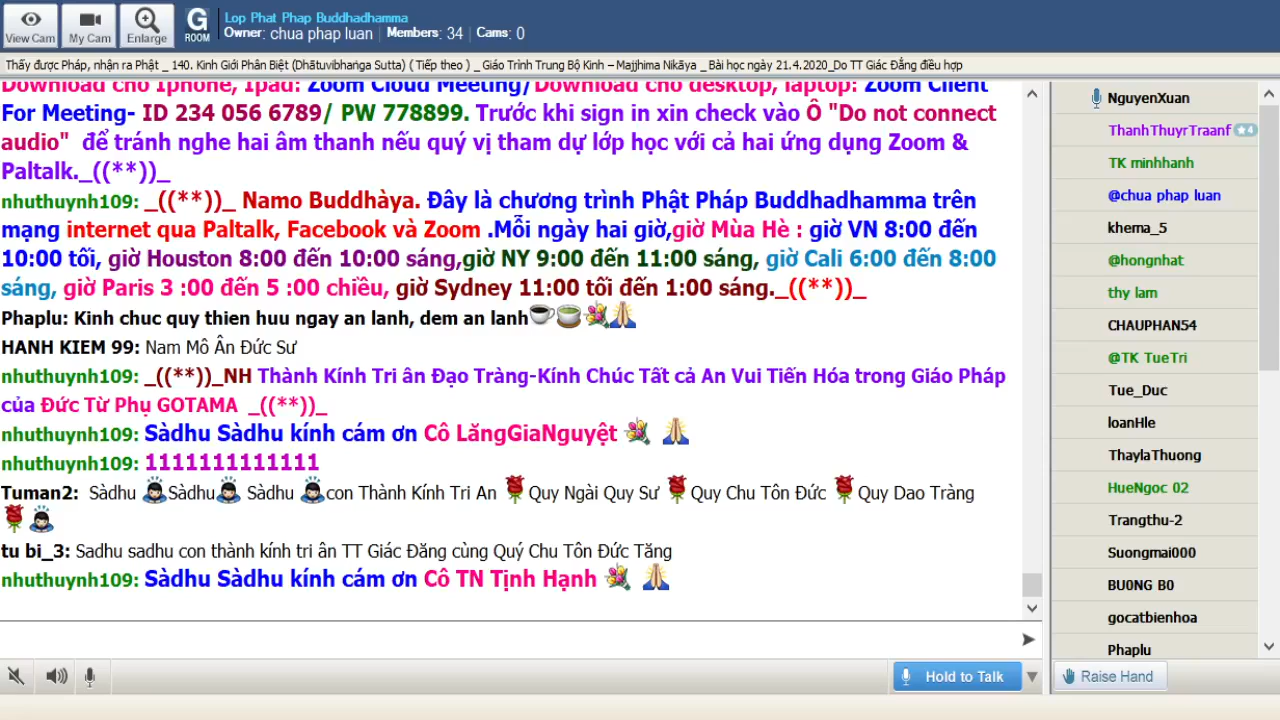 View Cam
My Cam
Enlarge
G
ROOM
Lop Phat Phap Buddhadhamma
Owner: chua phap luan Members: 34 Cams: 0
Thấy được Pháp, nhận ra Phật _ 140. Kinh Giới Phân Biệt (Dhātuvibhaṅga Sutta) ( Tiếp theo ) _ Giáo Trình Trung Bộ Kinh – Majjhima Nikāya _ Bài học ngày 21.4.2020_Do TT Giác Đẳng điều hợp
Download cho Iphone, Ipad: Zoom Cloud Meeting/Download cho desktop, laptop: Zoom Client
For Meeting- ID 234 056 6789/ PW 778899. Trước khi sign in xin check vào Ô "Do not connect
audio" để tránh nghe hai âm thanh nếu quý vị tham dự lớp học với cả hai ứng dụng Zoom &
Paltalk._((**))_
nhuthuynh109: _((**))_ Namo Buddhàya. Đây là chương trình Phật Pháp Buddhadhamma trên
mạng internet qua Paltalk, Facebook và Zoom .Mỗi ngày hai giờ,giờ Mùa Hè : giờ VN 8:00 đến
10:00 tối, giờ Houston 8:00 đến 10:00 sáng,giờ NY 9:00 đến 11:00 sáng, giờ Cali 6:00 đến 8:00
sáng, giờ Paris 3 :00 đến 5 :00 chiều, giờ Sydney 11:00 tối đến 1:00 sáng._((**))_
Phaplu: Kinh chuc quy thien huu ngay an lanh, dem an lanh
HANH KIEM 99: Nam Mô Ân Đức Sư
nhuthuynh109: _((**))_NH Thành Kính Tri ân Đạo Tràng-Kính Chúc Tất cả An Vui Tiến Hóa trong Giáo Pháp
của Đức Từ Phụ GOTAMA _((**))_
nhuthuynh109: Sàdhu Sàdhu kính cám ơn Cô LăngGiaNguyệt
nhuthuynh109: 1111111111111
Tuman2: Sàdhu Sàdhu Sàdhu con Thành Kính Tri An Quy Ngài Quy Sư Quy Chu Tôn Đức Quy Dao Tràng
tu bi_3: Sadhu sadhu con thành kính tri ân TT Giác Đăng cùng Quý Chu Tôn Đức Tăng
nhuthuynh109: Sàdhu Sàdhu kính cám ơn Cô TN Tịnh Hạnh
Hold to Talk
NguyenXuan
ThanhThuyrTraanf 4
TK minhhanh
@chua phap luan
khema_5
@hongnhat
thy lam
CHAUPHAN54
@TK TueTri
Tue_Duc
loanHle
ThaylaThuong
HueNgoc 02
Trangthu-2
Suongmai000
BU0NG B0
gocatbienhoa
Phaplu
Raise Hand